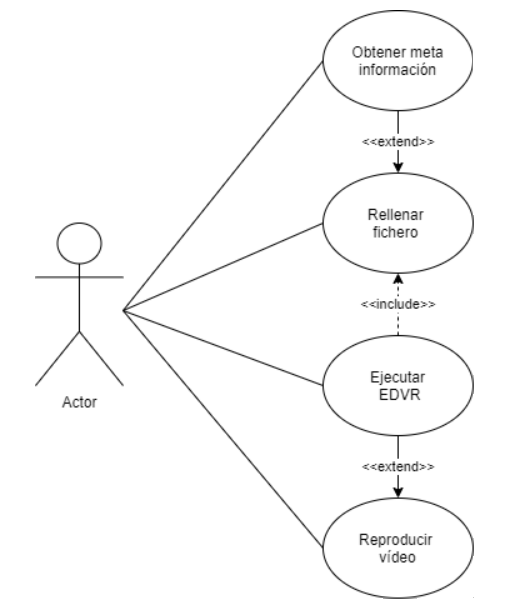 Obtener meta
información
<<extend>>
Rellenar
fichero
<<include>>
Ejecutar
EDVR
<<extend>>
Reproducir
vídeo
Actor